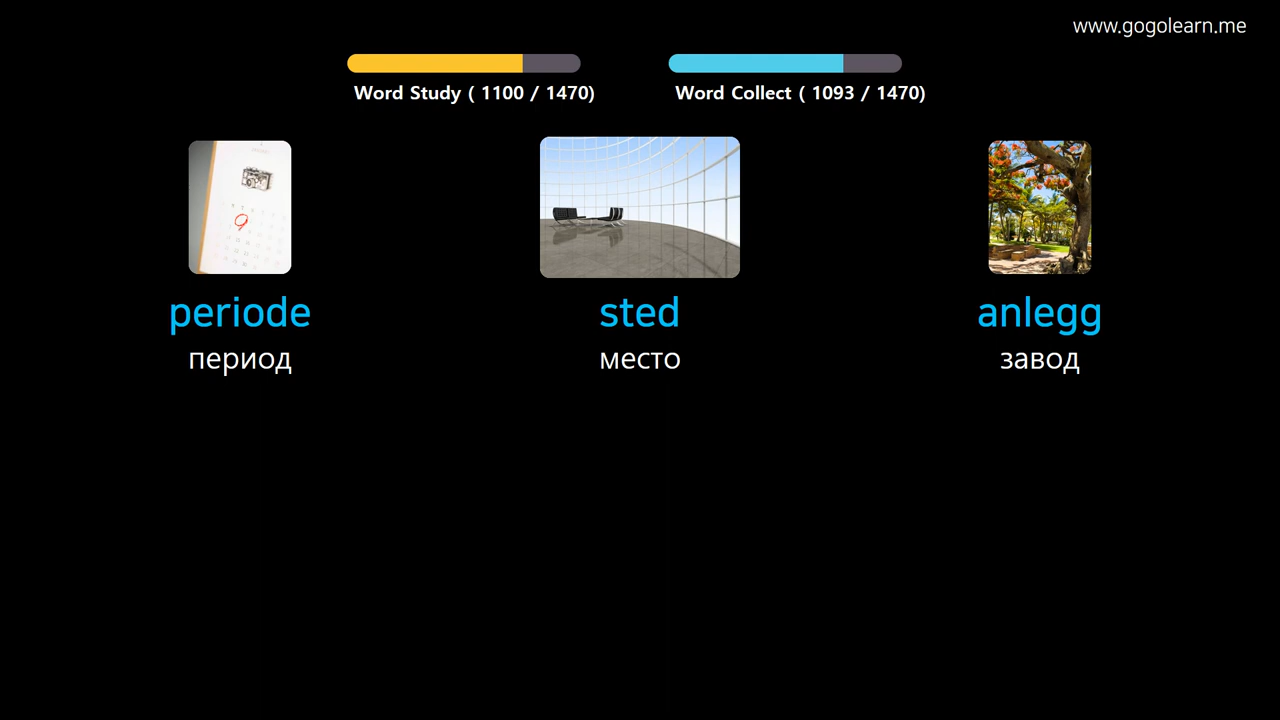 www.gogolearn.me
Word Study ( 1100 / 1470)
Word Collect ( 1093 / 1470)
periode
sted
anlegg
период
место
завод